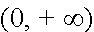 (0, + ∞)